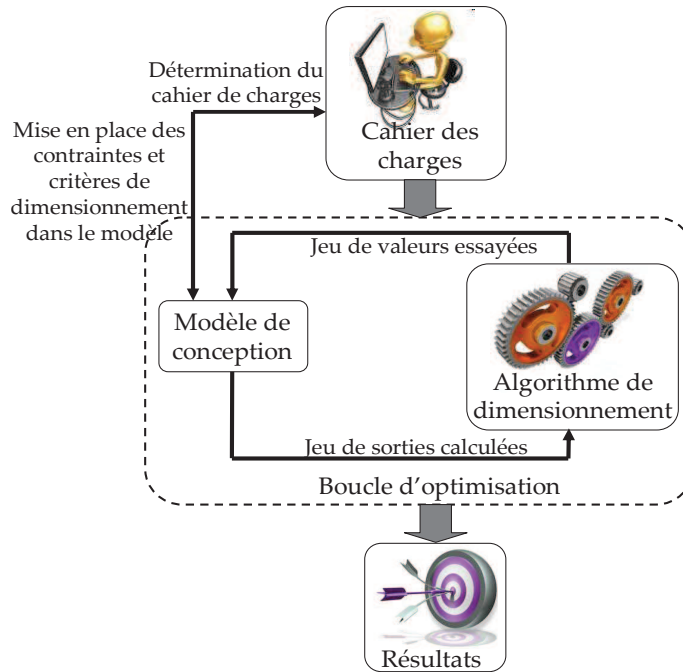 Détermination du
cahier de charges
Cahier des
charges
Mise en place des
contraintes et
critères de
dimensionnement
dans le modèle
Jeu de valeurs essayées
Modèle de
conception
Algorithme de
dimensionnement
Jeu de sorties calculées
Boucle d’optimisation
Résultats